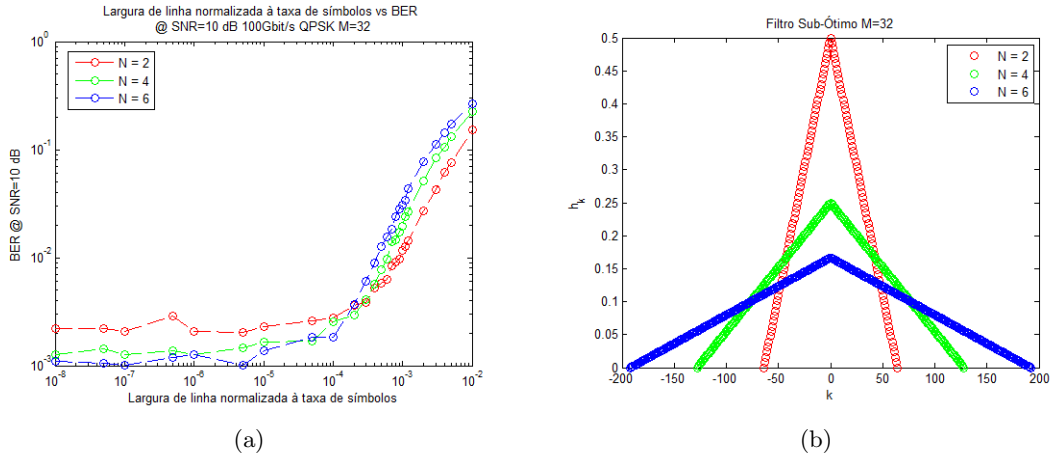 Largura de linha normalizada à taxa de símbolos vs BER
@ SNR=10 dB 100Gbit/s QPSK M=32
10^0
10^-1
10^-2
10^-3
BER @ SNR=10 dB
N = 2
N = 4
N = 6
10^-8
10^-7
10^-6
10^-5
10^-4
10^-3
10^-2
Largura de linha normalizada à taxa de símbolos
(a)
Filtro Sub-Ótimo M=32
0.5
0.45
0.4
0.35
0.3
0.25
0.2
0.15
0.1
0.05
0
h_k
N = 2
N = 4
N = 6
-200
-150
-100
-50
0
50
100
150
200
k
(b)